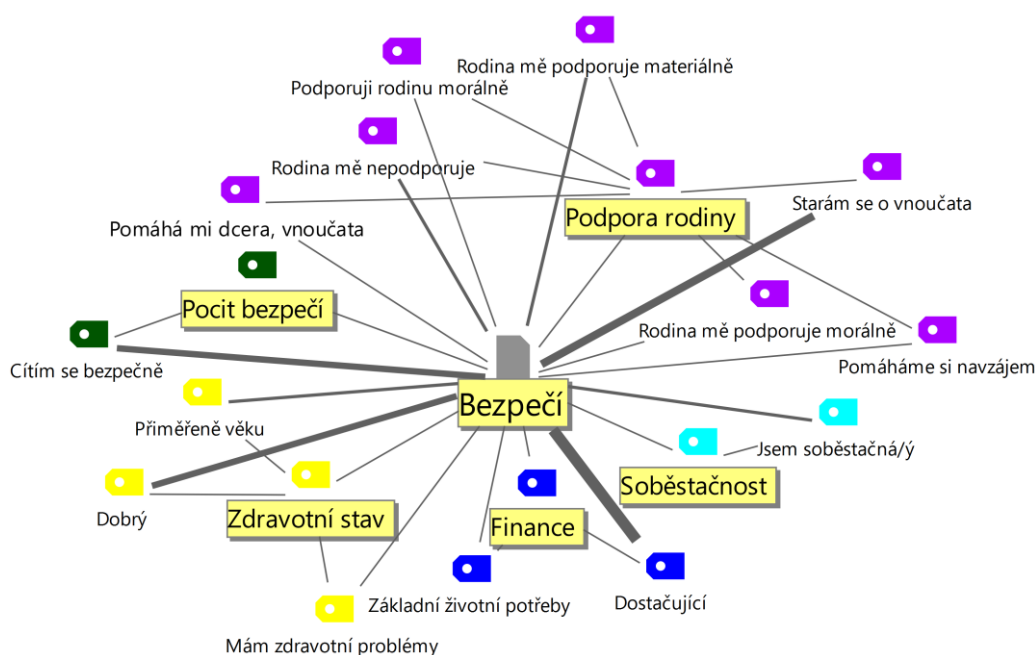 Rodina mě podporuje materiálně
Podporuji rodinu morálně
Rodina mě nepodporuje
Starám se o vnoučata
Podpora rodiny
Pomáhá mi dcera, vnoučata
Pocit bezpečí
Rodina mě podporuje morálně
Cítím se bezpečně
Pomáháme si navzájem
Bezpečí
Přiměřeně věku
Jsem soběstačná/ý
Soběstačnost
Dobrý
Zdravotní stav
Finance
Základní životní potřeby
Dostačující
Mám zdravotní problémy